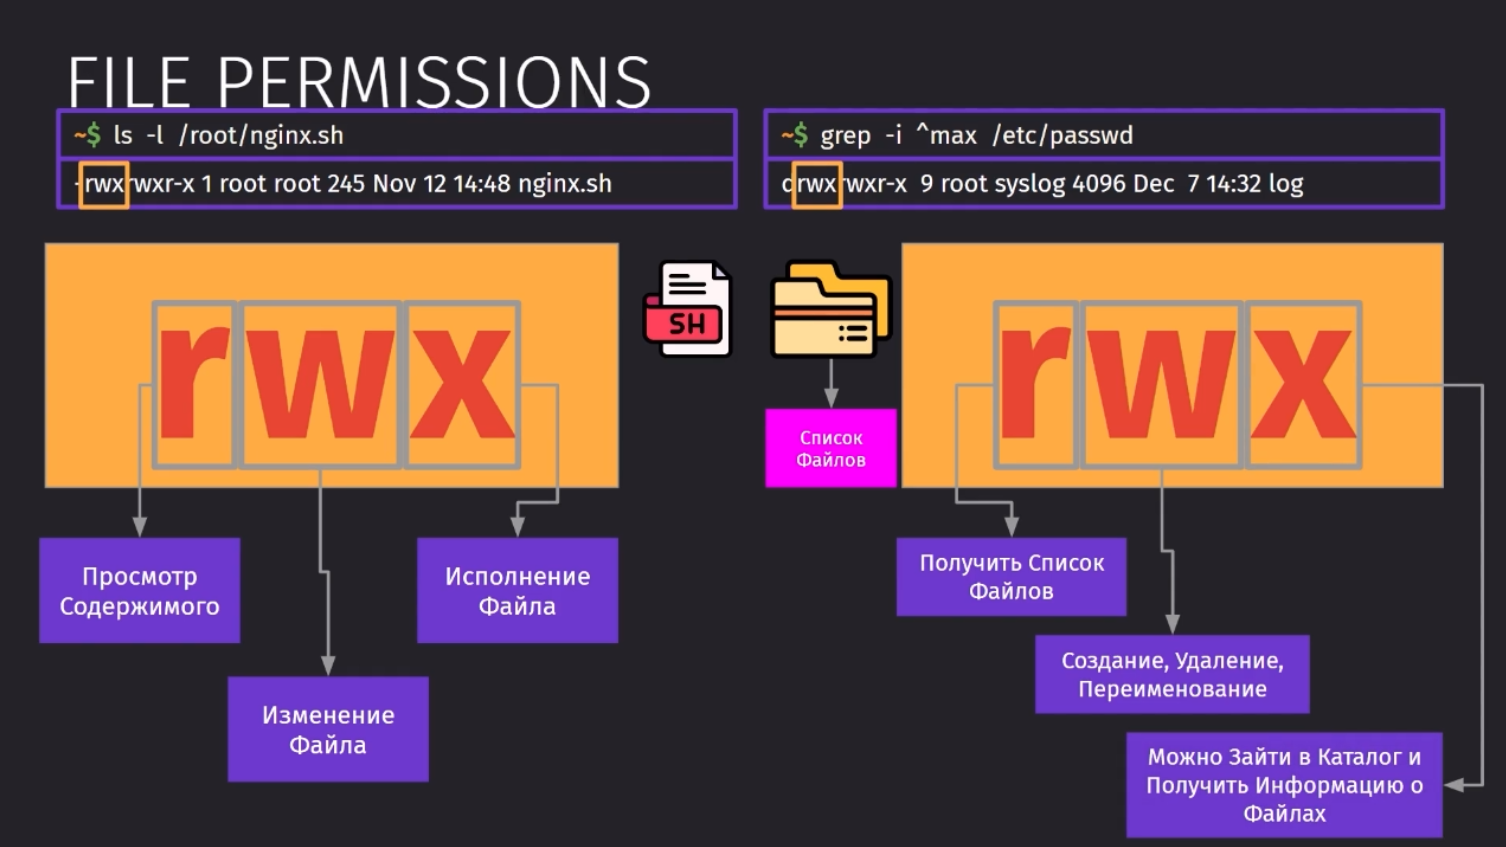 FILE PERMISSIONS
~$ ls -l /root/nginx.sh
-rwxrwxr-x 1 root root 245 Nov 12 14:48 nginx.sh
~$ grep -i ^max /etc/passwd
drwxrwxr-x 9 root syslog 4096 Dec 7 14:32 log
rwx
SH
rwx
Список
Файлов
Просмотр
Содержимого
Исполнение
Файла
Изменение
Файла
Получить Список
Файлов
Создание, Удаление,
Переименование
Можно Зайти в Каталог и
Получить Информацию о
Файлах